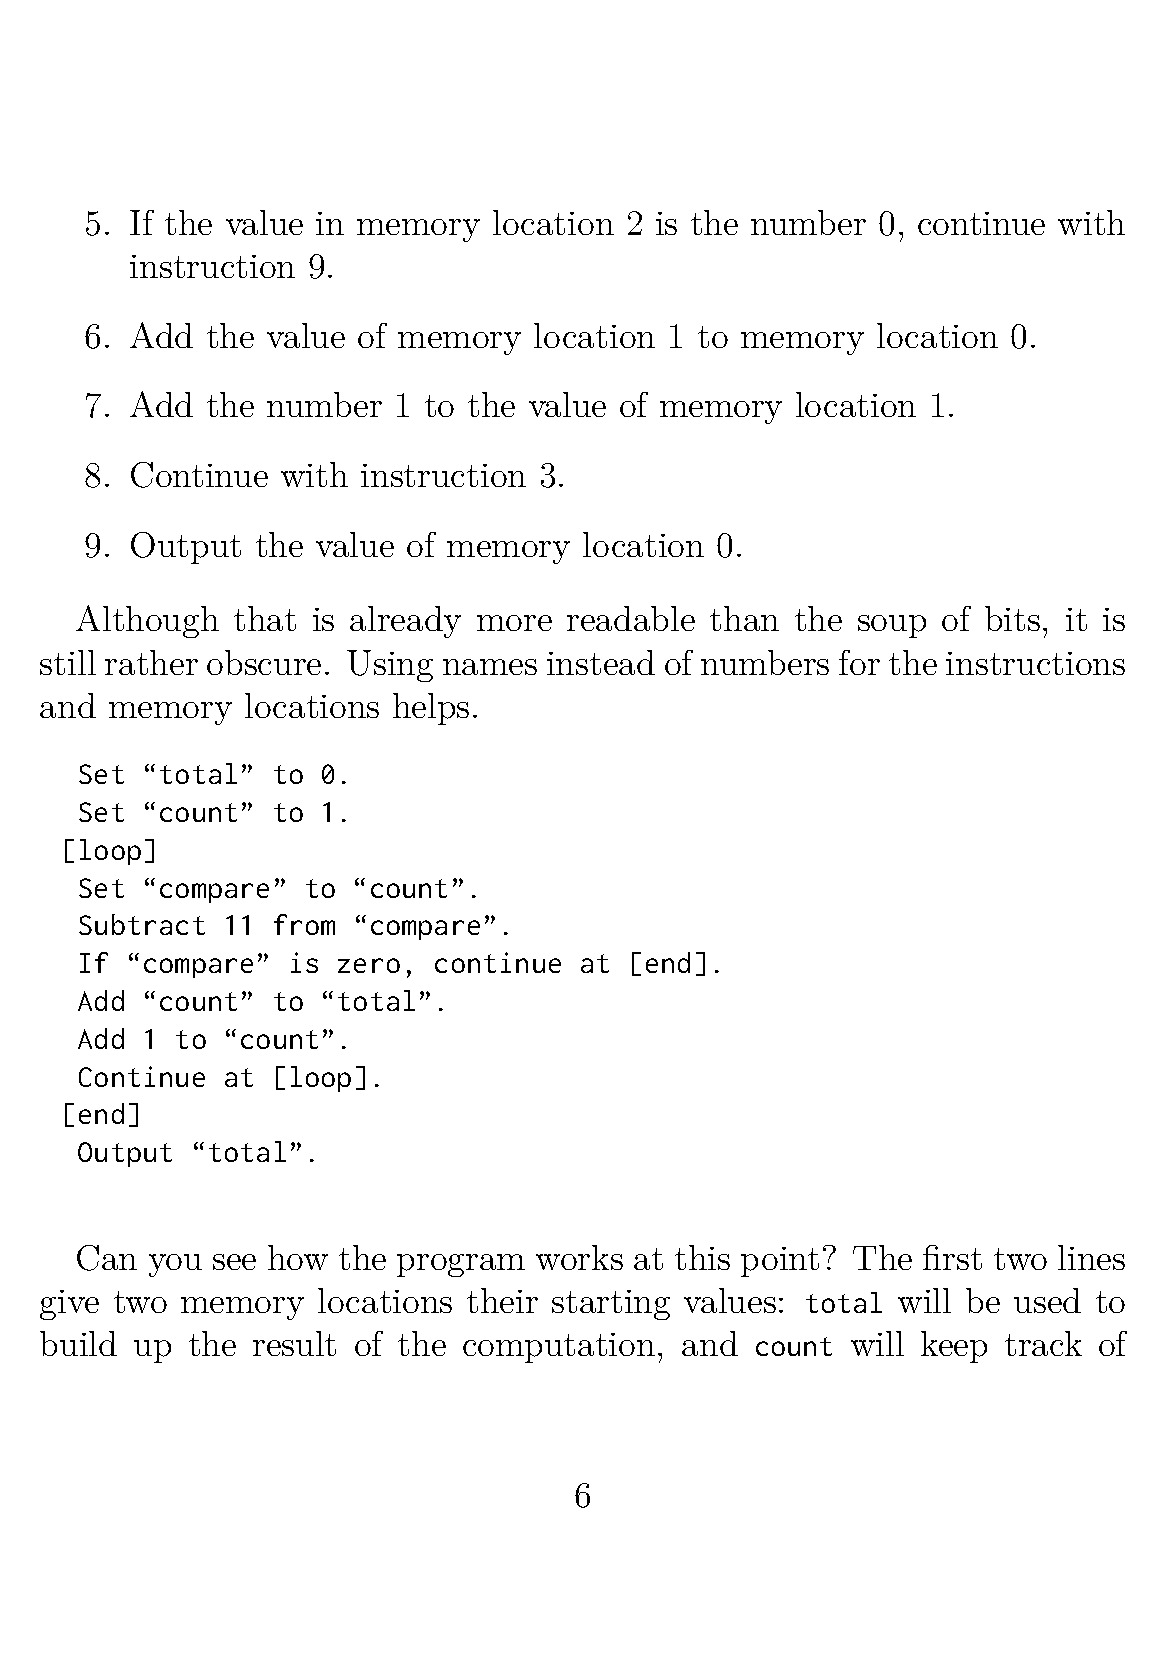 5. If the value in memory location 2 is the number 0, continue with
instruction 9.
6. Add the value of memory location 1 to memory location 0.
7. Add the number 1 to the value of memory location 1.
8. Continue with instruction 3.
9. Output the value of memory location 0.
Although that is already more readable than the soup of bits, it is
still rather obscure. Using names instead of numbers for the instructions
and memory locations helps.
Set “total” to 0.
Set “count” to 1.
[loop]
Set “compare” to “count”.
Subtract 11 from “compare”.
If “compare” is zero, continue at [end].
Add “count” to “total”.
Add 1 to “count”.
Continue at [loop].
[end]
Output “total”.
Can you see how the program works at this point? The first two lines
give two memory locations their starting values: total will be used to
build up the result of the computation, and count will keep track of
6